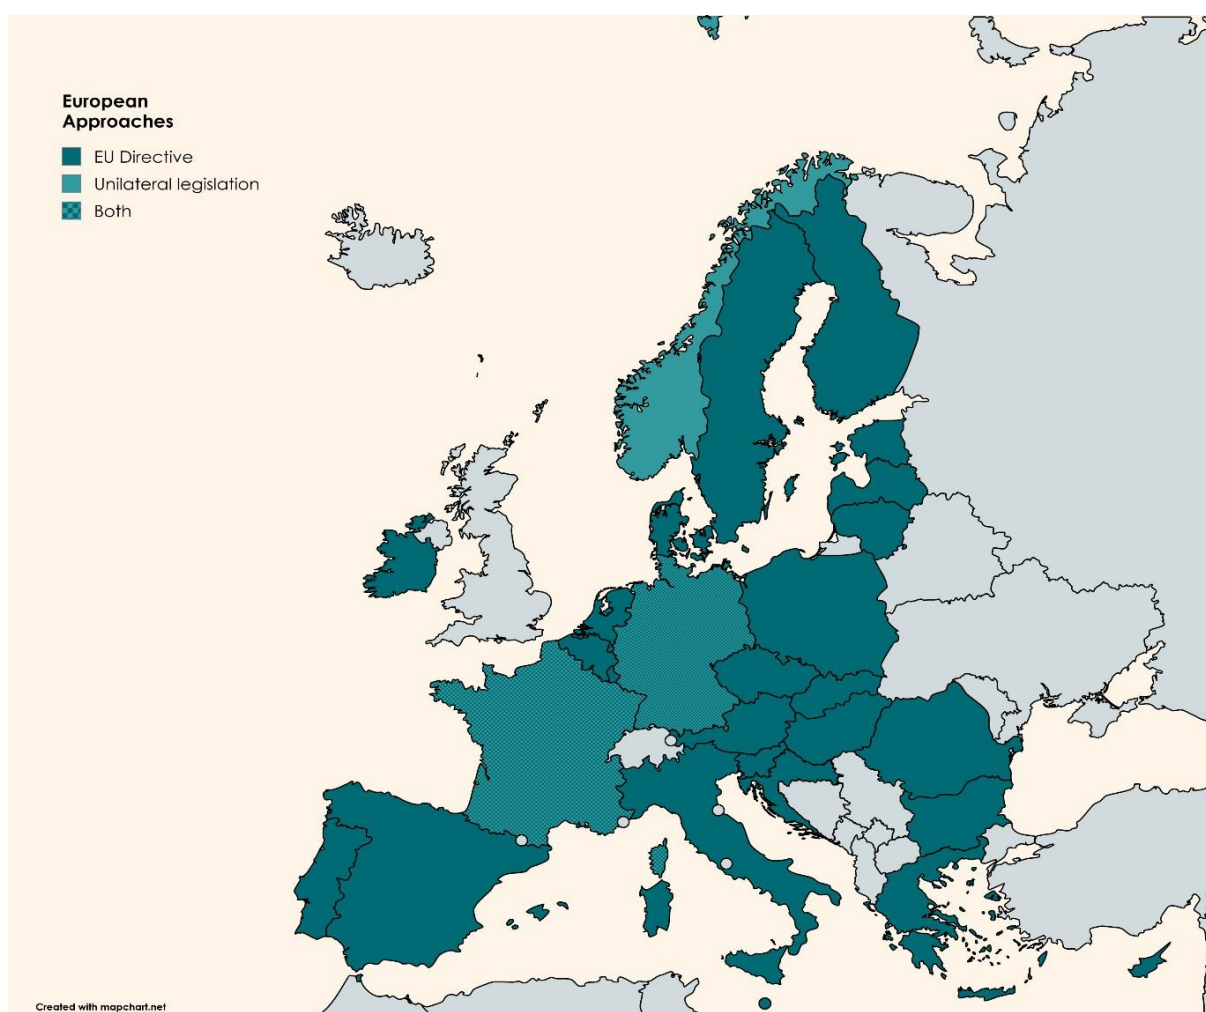 European
Approaches
EU Directive
Unilateral legislation
Both
Created with mapchart.net